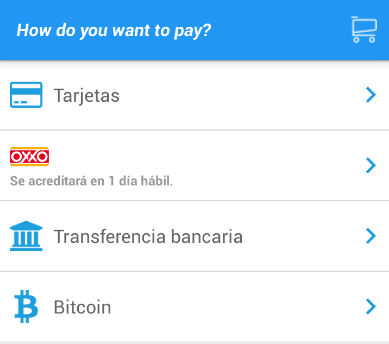 How do you want to pay?
Tarjetas
OXXO
Se acreditará en 1 día hábil.
Transferencia bancaria
Bitcoin